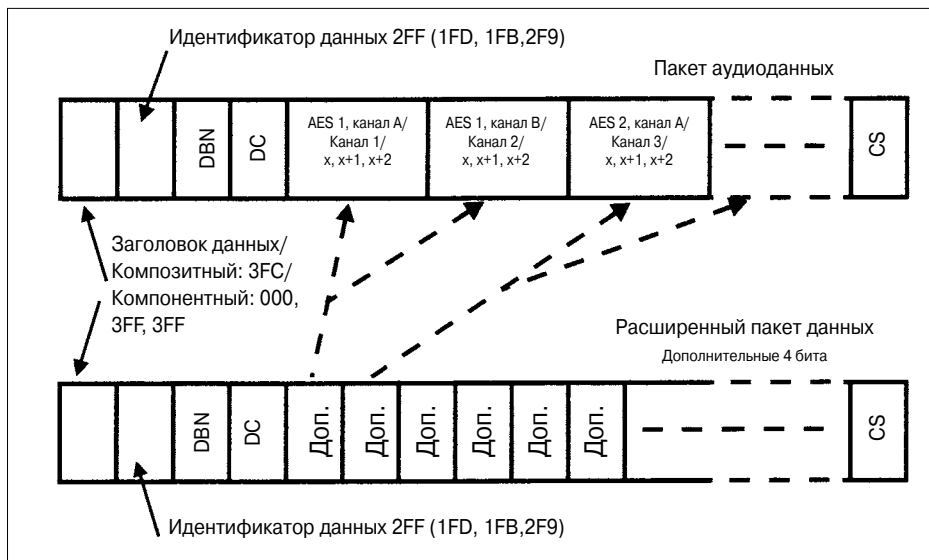 Идентификатор данных 2FF (1FD, 1FB,2F9)
Пакет аудиоданных
DBN
DC
AES 1, канал A/
Канал 1/
x, x+1, x+2
AES 1, канал B/
Канал 2/
x, x+1, x+2
AES 2, канал A/
Канал 3/
x, x+1, x+2
CS
Заголовок данных/
Композитный: 3FC/
Компонентный: 000,
3FF, 3FF
Расширенный пакет данных
Дополнительные 4 бита
DBN
DC
Доп.
Доп.
Доп.
Доп.
Доп.
Доп.
CS
Идентификатор данных 2FF (1FD, 1FB,2F9)